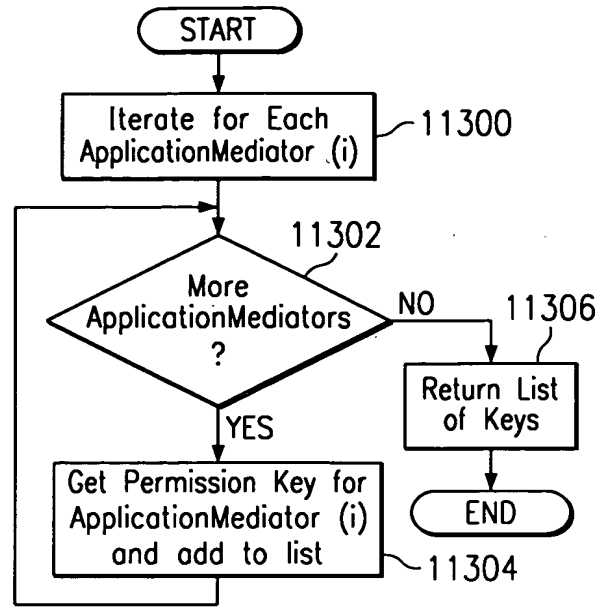 START
Iterate for Each
ApplicationMediator (i)
11300
11302
More
ApplicationMediators
?
NO
11306
Return List
of Keys
YES
END
Get Permission Key for
ApplicationMediator (i)
and add to list
11304